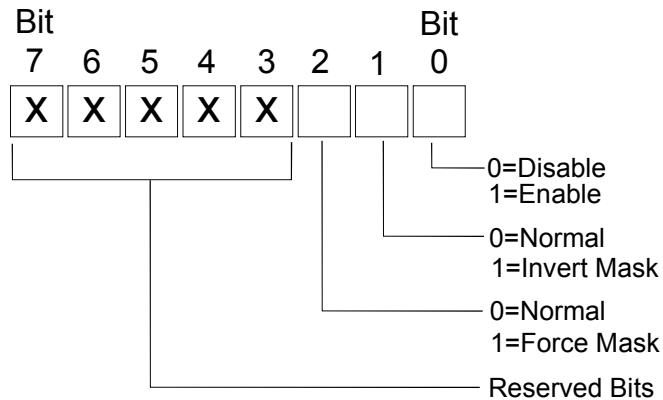 Bit Bit
7 6 5 4 3 2 1 0
X X X X X
0=Disable
1=Enable
0=Normal
1=Invert Mask
0=Normal
1=Force Mask
Reserved Bits